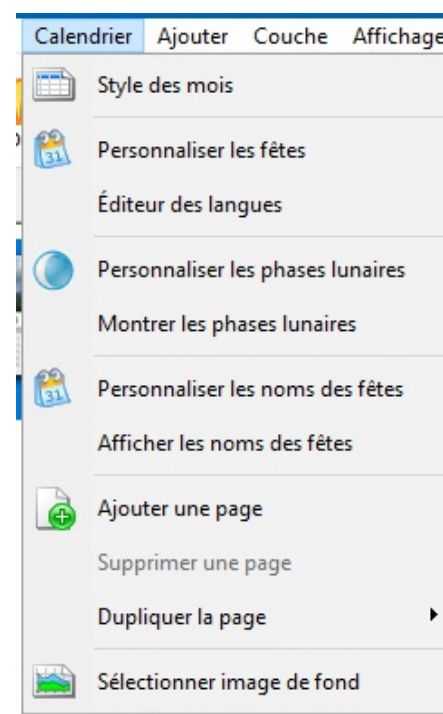 Calendrier Ajouter Couche Affichage
Style des mois
Personnaliser les fêtes
Éditeur des langues
Personnaliser les phases lunaires
Montrer les phases lunaires
Personnaliser les noms des fêtes
Afficher les noms des fêtes
Ajouter une page
Supprimer une page
Dupliquer la page
Sélectionner image de fond